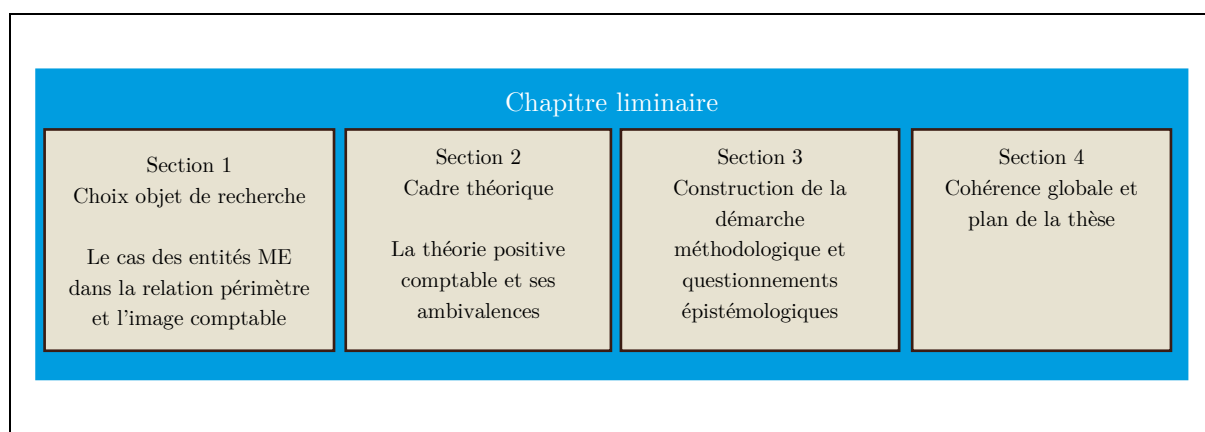 Chapitre liminaire
Section 1
Choix objet de recherche
Le cas des entités ME
dans la relation périmètre
et l'image comptable
Section 2
Cadre théorique
La théorie positive
comptable et ses
ambivalences
Section 3
Construction de la
démarche
méthodologique et
questionnements
épistémologiques
Section 4
Cohérence globale et
plan de la thèse